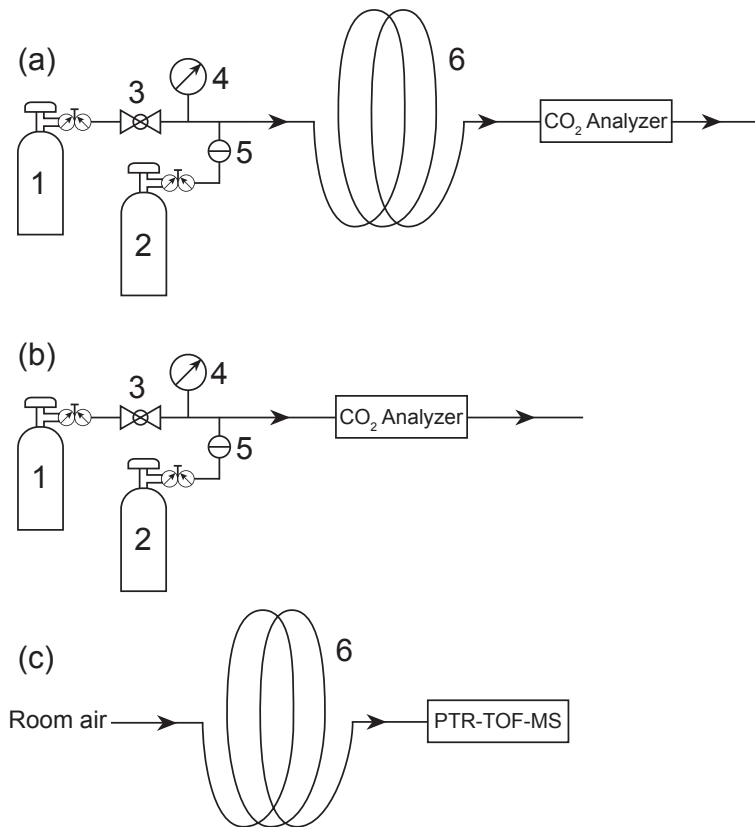 (a)
3
4
6
5
1
2
CO₂ Analyzer
(b)
3
4
5
1
2
CO₂ Analyzer
(c)
6
Room air
PTR-TOF-MS